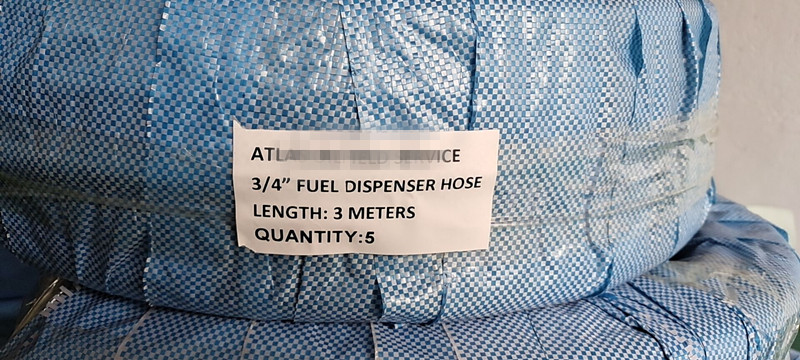 SERVICE
3/4” FUEL DISPENSER HOSE
LENGTH: 3 METERS
QUANTITY:5